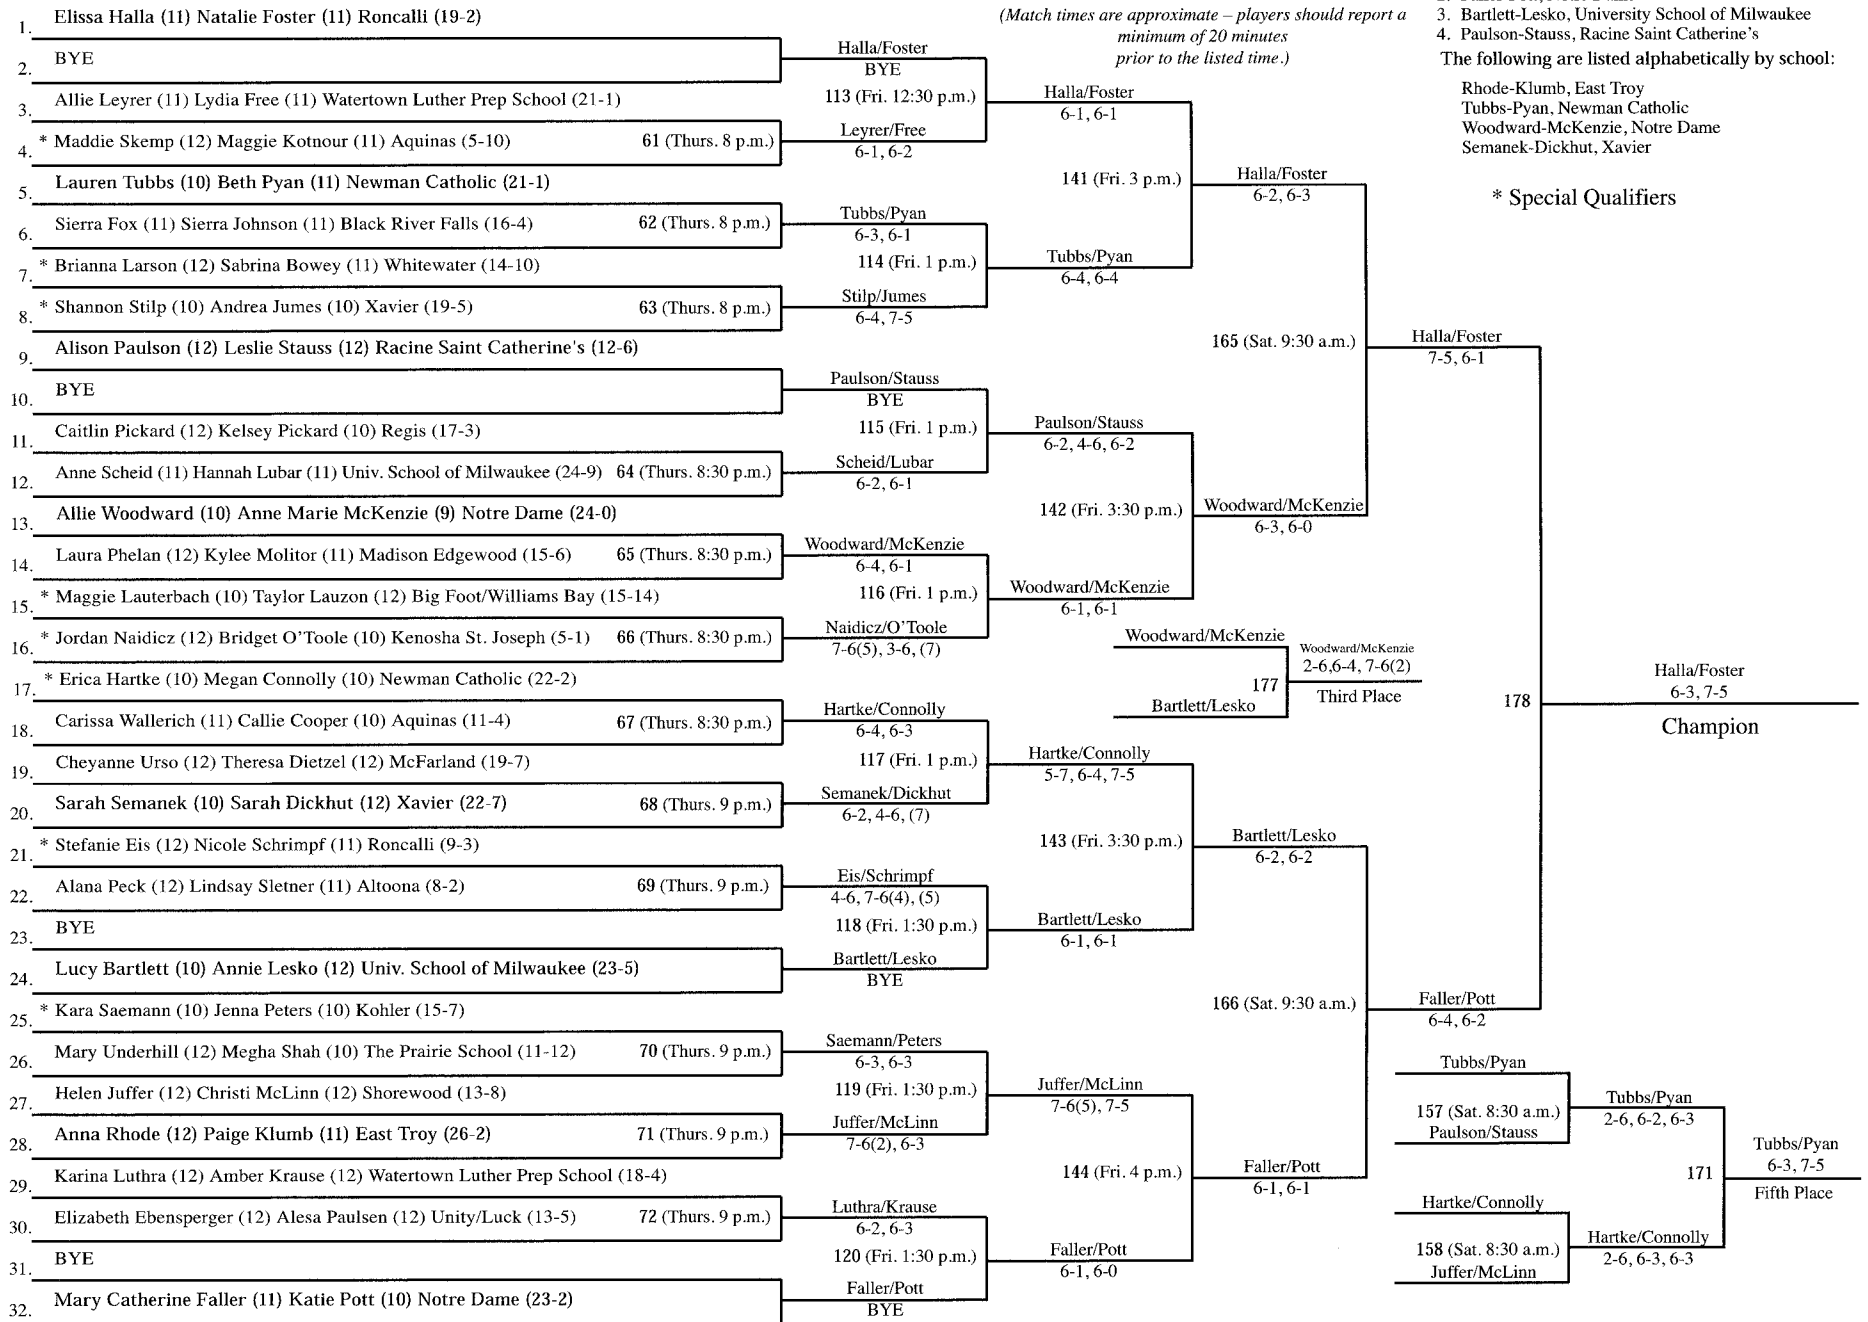 1. Elissa Halla (11) Natalie Foster (11) Roncalli (19-2)
2. BYE
3. Allie Leyrer (11) Lydia Free (11) Watertown Luther Prep School (21-1)
4. * Maddie Skemp (12) Maggie Kotnour (11) Aquinas (5-10) 61 (Thurs. 8 p.m.)
5. Lauren Tubbs (10) Beth Pyan (11) Newman Catholic (21-1)
6. Sierra Fox (11) Sierra Johnson (11) Black River Falls (16-4) 62 (Thurs. 8 p.m.)
7. * Brianna Larson (12) Sabrina Bowey (11) Whitewater (14-10)
8. * Shannon Stilp (10) Andrea Jumes (10) Xavier (19-5) 63 (Thurs. 8 p.m.)
9. Alison Paulson (12) Leslie Stauss (12) Racine Saint Catherine's (12-6)
10. BYE
11. Caitlin Pickard (12) Kelsey Pickard (10) Regis (17-3)
12. Anne Scheid (11) Hannah Lubar (11) Univ. School of Milwaukee (24-9) 64 (Thurs. 8:30 p.m.)
13. Allie Woodward (10) Anne Marie McKenzie (9) Notre Dame (24-0)
14. Laura Phelan (12) Kylee Molitor (11) Madison Edgewood (15-6) 65 (Thurs. 8:30 p.m.)
15. * Maggie Lauterbach (10) Taylor Lauzon (12) Big Foot/Williams Bay (15-14)
16. * Jordan Naidicz (12) Bridget O'Toole (10) Kenosha St. Joseph (5-1) 66 (Thurs. 8:30 p.m.)
17. * Erica Hartke (10) Megan Connolly (10) Newman Catholic (22-2)
18. Carissa Wallerich (11) Callie Cooper (10) Aquinas (11-4) 67 (Thurs. 8:30 p.m.)
19. Cheyanne Urso (12) Theresa Dietzel (12) McFarland (19-7)
20. Sarah Semanek (10) Sarah Dickhut (12) Xavier (22-7) 68 (Thurs. 9 p.m.)
21. * Stefanie Eis (12) Nicole Schrimpf (11) Roncalli (9-3)
22. Alana Peck (12) Lindsay Sletner (11) Altoona (8-2) 69 (Thurs. 9 p.m.)
23. BYE
24. Lucy Bartlett (10) Annie Lesko (12) Univ. School of Milwaukee (23-5)
25. * Kara Saemann (10) Jenna Peters (10) Kohler (15-7)
26. Mary Underhill (12) Megha Shah (10) The Prairie School (11-12) 70 (Thurs. 9 p.m.)
27. Helen Juffer (12) Christi McLinn (12) Shorewood (13-8)
28. Anna Rhode (12) Paige Klumb (11) East Troy (26-2) 71 (Thurs. 9 p.m.)
29. Karina Luthra (12) Amber Krause (12) Watertown Luther Prep School (18-4)
30. Elizabeth Ebensperger (12) Alesa Paulsen (12) Unity/Luck (13-5) 72 (Thurs. 9 p.m.)
31. BYE
32. Mary Catherine Faller (11) Katie Pott (10) Notre Dame (23-2)
Halla/Foster
BYE
113 (Fri. 12:30 p.m.)
Leyrer/Free
6-1, 6-2
Tubbs/Pyan
6-3, 6-1
114 (Fri. 1 p.m.)
Stilp/Jumes
6-4, 7-5
Paulson/Stauss
BYE
115 (Fri. 1 p.m.)
Scheid/Lubar
6-2, 6-1
Woodward/McKenzie
6-4, 6-1
116 (Fri. 1 p.m.)
Naidicz/O'Toole
7-6(5), 3-6, (7)
Hartke/Connolly
6-4, 6-3
117 (Fri. 1 p.m.)
Semanek/Dickhut
6-2, 4-6, (7)
Eis/Schrimpf
4-6, 7-6(4), (5)
118 (Fri. 1:30 p.m.)
Bartlett/Lesko
BYE
Saemann/Peters
6-3, 6-3
119 (Fri. 1:30 p.m.)
Juffer/McLinn
7-6(2), 6-3
Luthra/Krause
6-2, 6-3
120 (Fri. 1:30 p.m.)
Faller/Pott
BYE
(Match times are approximate – players should report a
minimum of 20 minutes
prior to the listed time.)
Halla/Foster
6-1, 6-1
141 (Fri. 3 p.m.)
Tubbs/Pyan
6-4, 6-4
Paulson/Stauss
6-2, 4-6, 6-2
142 (Fri. 3:30 p.m.)
Woodward/McKenzie
6-1, 6-1
Hartke/Connolly
5-7, 6-4, 7-5
143 (Fri. 3:30 p.m.)
Bartlett/Lesko
6-1, 6-1
Juffer/McLinn
7-6(5), 7-5
144 (Fri. 4 p.m.)
Faller/Pott
6-1, 6-0
Halla/Foster
6-2, 6-3
165 (Sat. 9:30 a.m.)
Woodward/McKenzie
6-3, 6-0
Bartlett/Lesko
6-2, 6-2
166 (Sat. 9:30 a.m.)
Faller/Pott
6-1, 6-1
Halla/Foster
7-5, 6-1
178
Faller/Pott
6-4, 6-2
Halla/Foster
6-3, 7-5
Champion
Woodward/McKenzie
177
Bartlett/Lesko
Woodward/McKenzie
2-6,6-4, 7-6(2)
Third Place
Tubbs/Pyan
157 (Sat. 8:30 a.m.)
Paulson/Stauss
Tubbs/Pyan
2-6, 6-2, 6-3
171
Hartke/Connolly
158 (Sat. 8:30 a.m.)
Juffer/McLinn
Hartke/Connolly
2-6, 6-3, 6-3
Tubbs/Pyan
6-3, 7-5
Fifth Place
3. Bartlett-Lesko, University School of Milwaukee
4. Paulson-Stauss, Racine Saint Catherine's
The following are listed alphabetically by school:
Rhode-Klumb, East Troy
Tubbs-Pyan, Newman Catholic
Woodward-McKenzie, Notre Dame
Semanek-Dickhut, Xavier
* Special Qualifiers